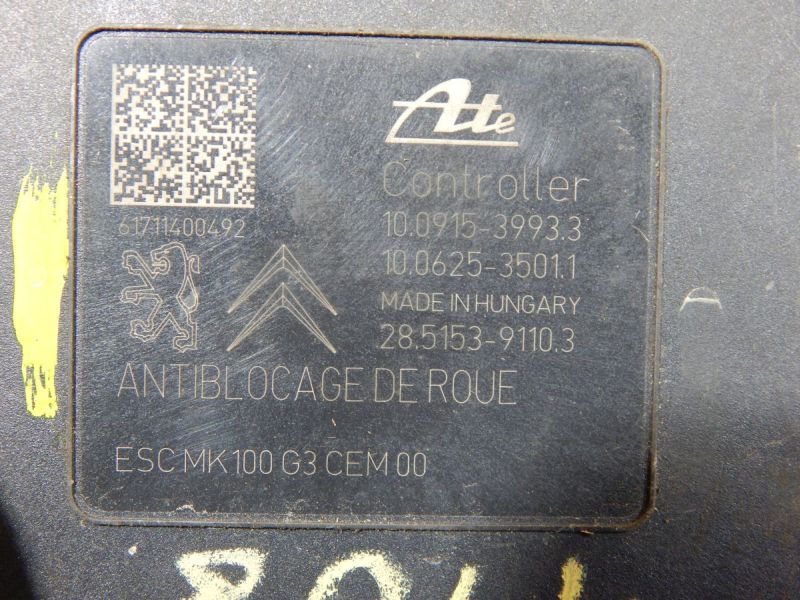 Ate
Controller
61711400492
10.0915-3993.3
10.0625-3501.1
MADE IN HUNGARY
28.5153-9110.3
ANTIBLOCAGE DE ROUE
ESC MK100 G3 CEM 00